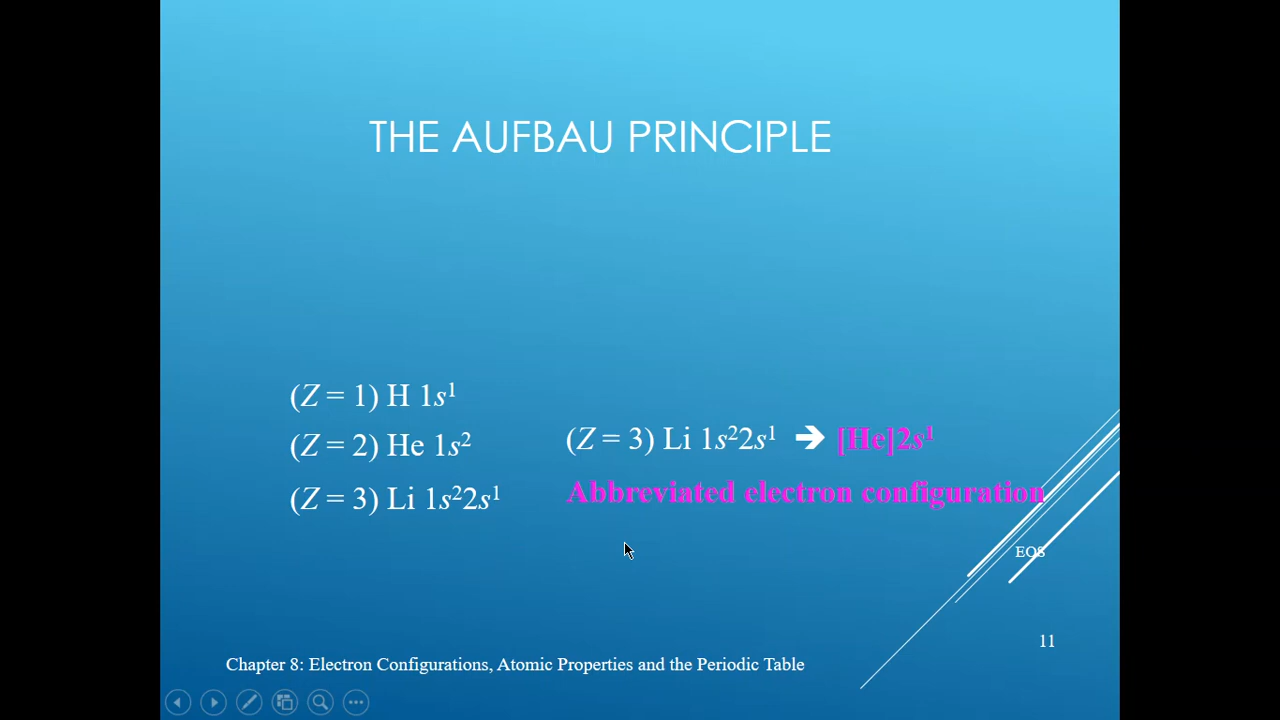 THE AUFBAU PRINCIPLE
(Z = 1) H 1s¹
(Z = 2) He 1s²
(Z = 3) Li 1s²2s¹
(Z = 3) Li 1s²2s¹ ➔ [He]2s¹
Abbreviated electron configuration
EOS
11
Chapter 8: Electron Configurations, Atomic Properties and the Periodic Table